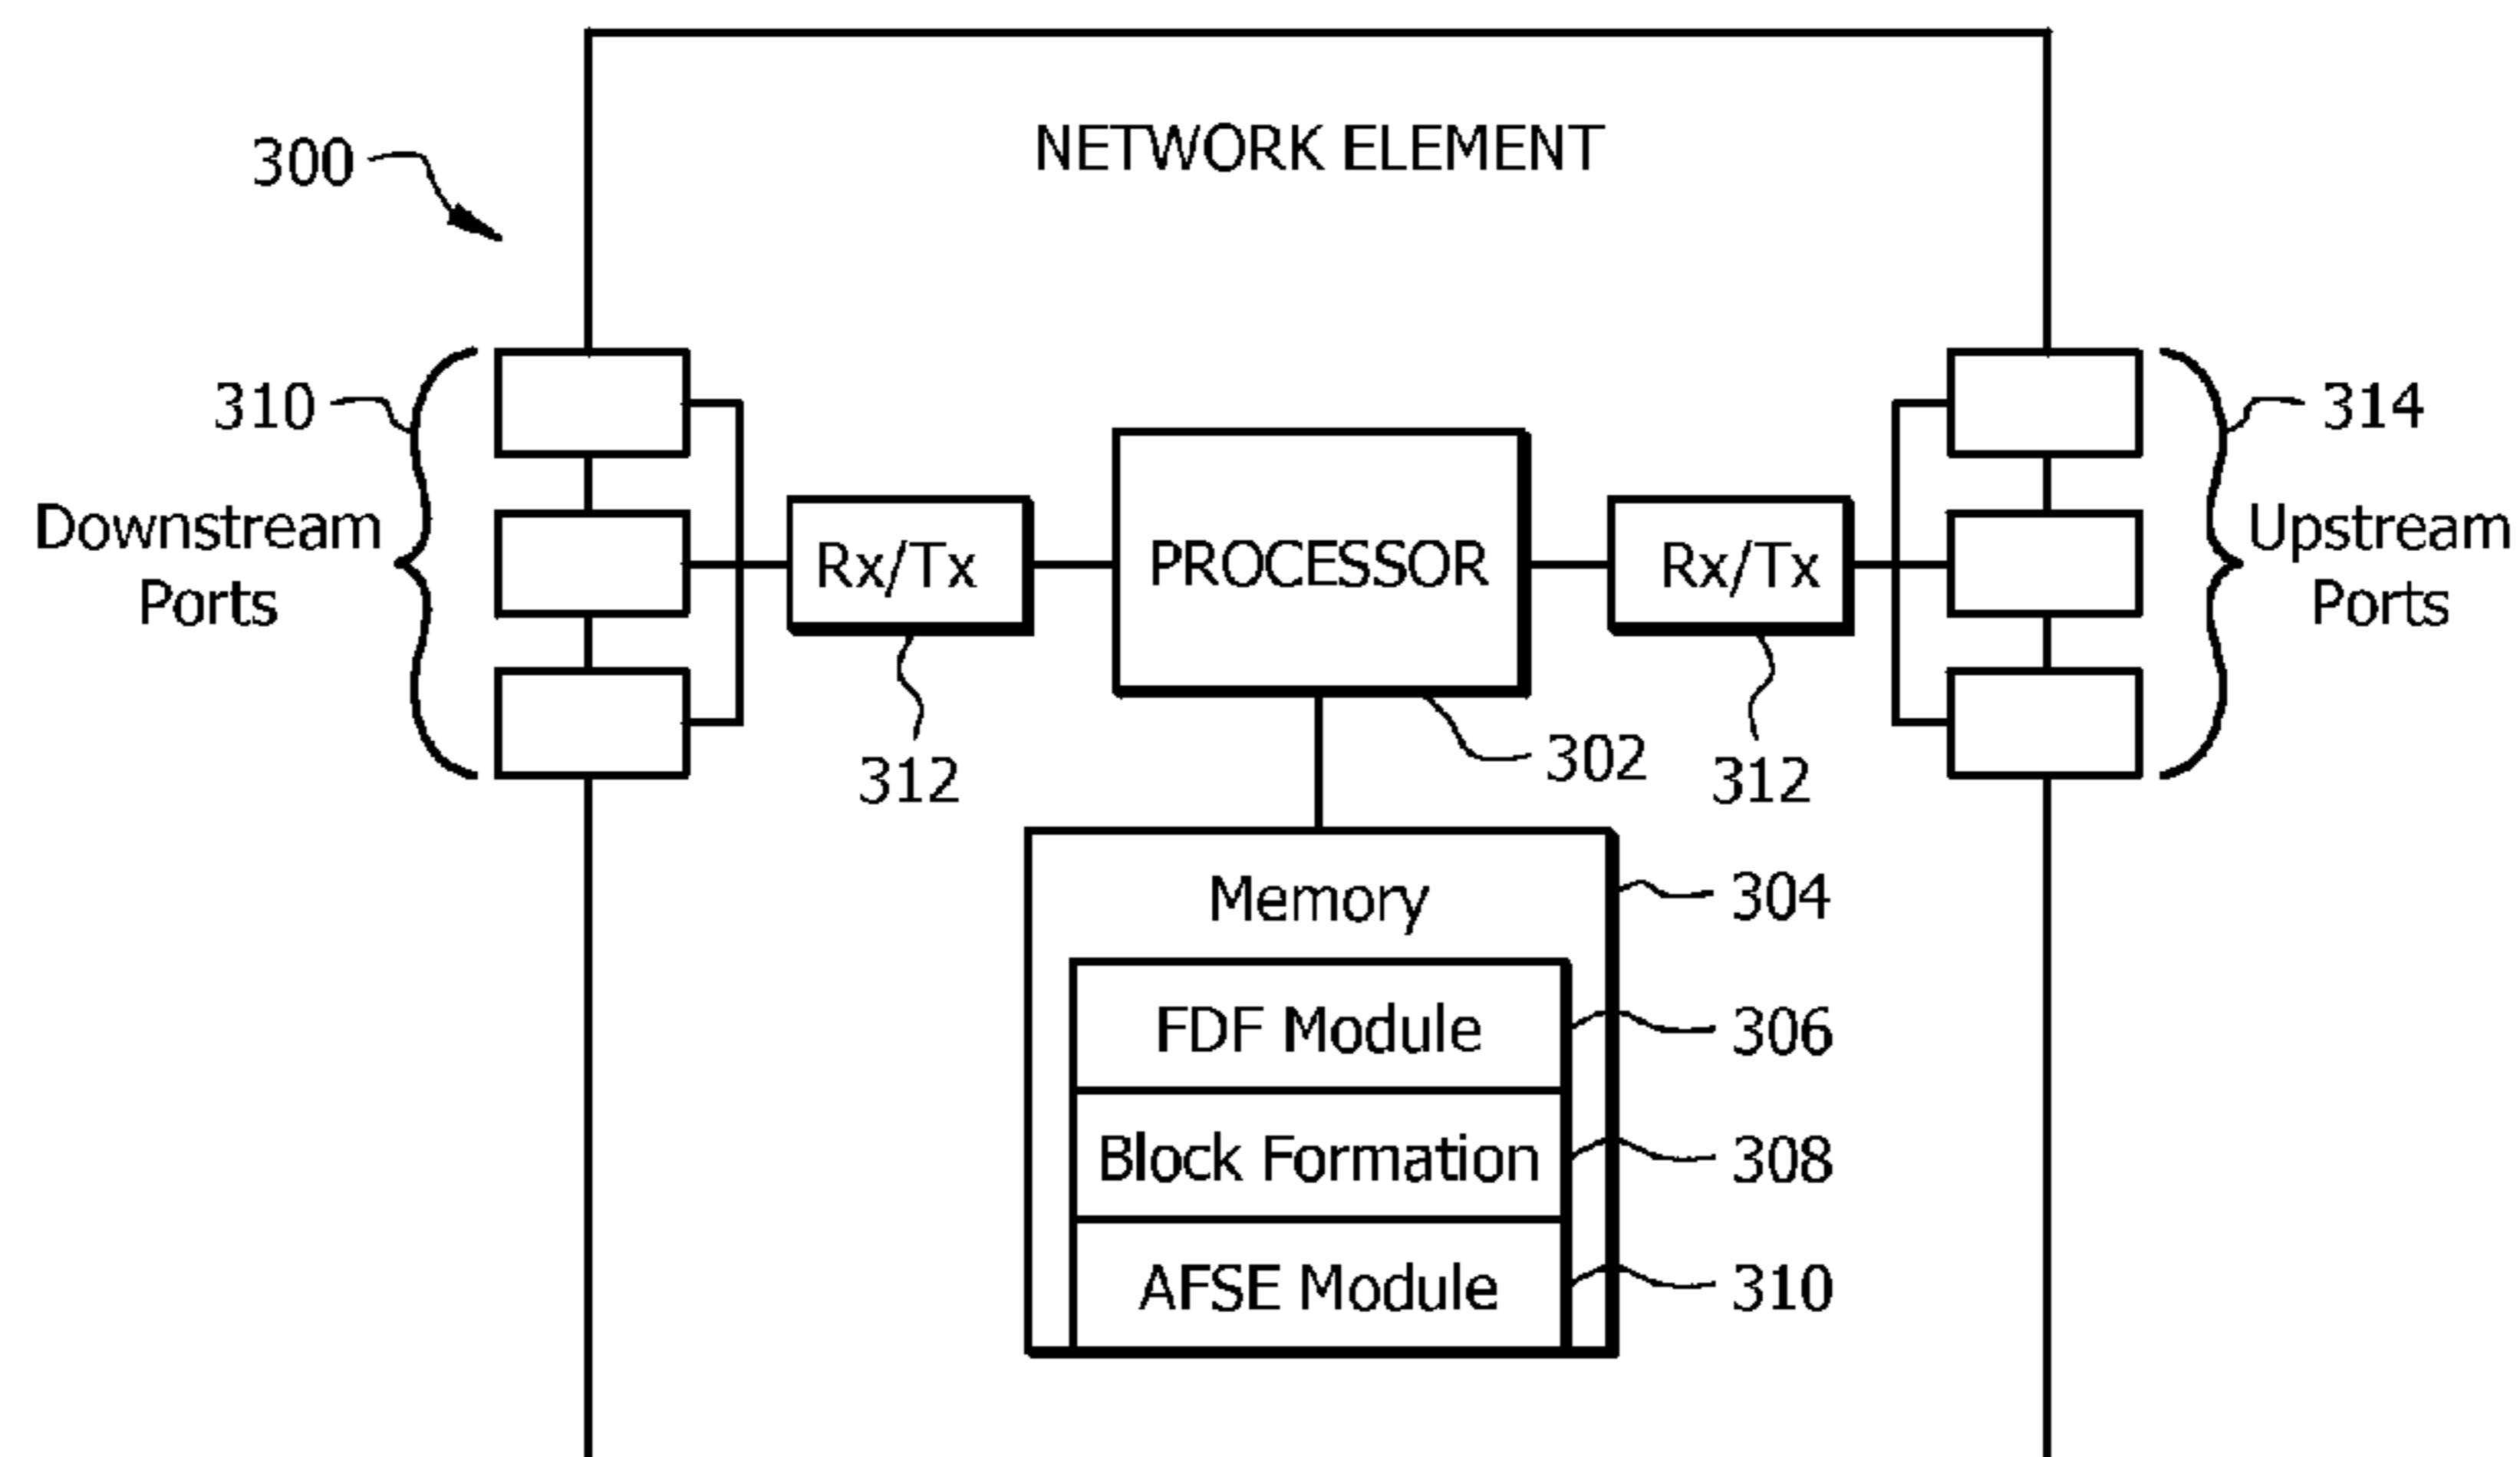 NETWORK ELEMENT
300
310
314
Downstream
Ports
Rx/Tx
PROCESSOR
Rx/Tx
Upstream
Ports
312
302
312
Memory
304
FDF Module
306
Block Formation
308
AFSE Module
310